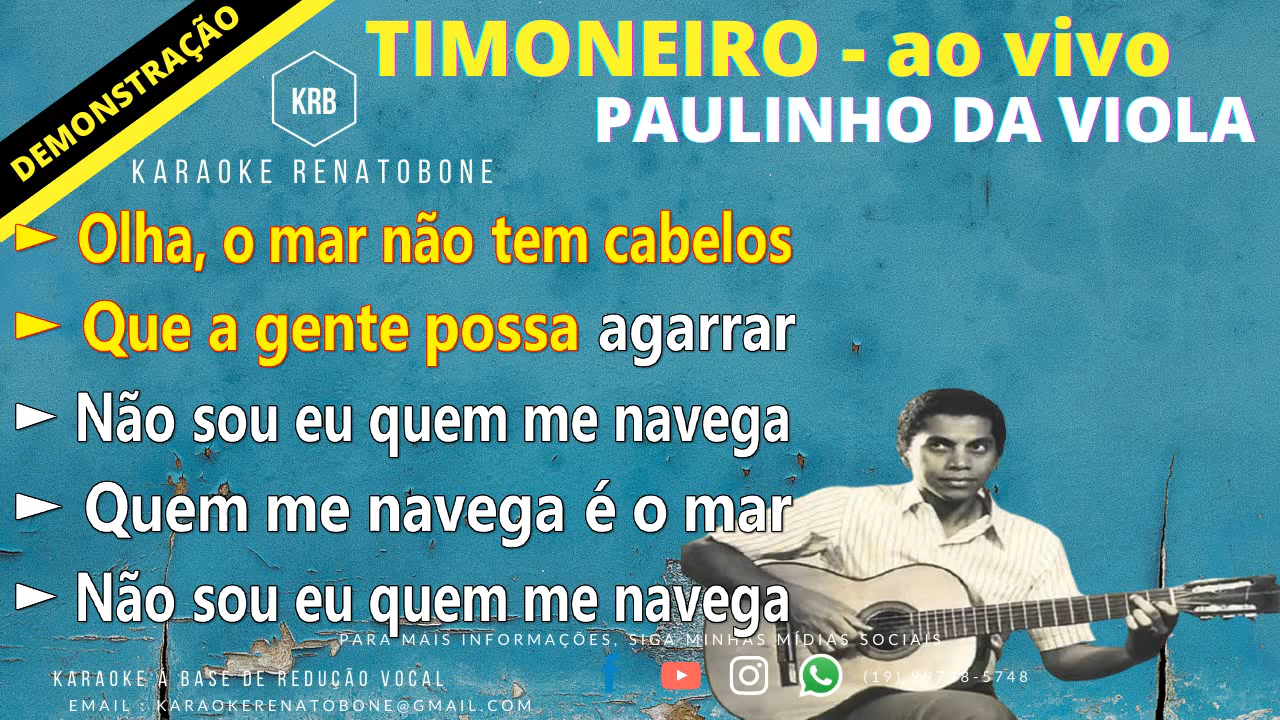 DEMONSTRAÇÃO
TIMONEIRO - ao vivo
PAULINHO DA VIOLA
KRB
KARAOKE RENATOBONE
Olha, o mar não tem cabelos
Que a gente possa agarrar
Não sou eu quem me navega
Quem me navega é o mar
Não sou eu quem me navega
PARA MAIS INFORMAÇÕES, SIGA MINHAS MÍDIAS SOCIAIS
KARAOKE À BASE DE REDUÇÃO VOCAL
(19)
EMAIL : KARAOKERENATOBONE@GMAIL.COM